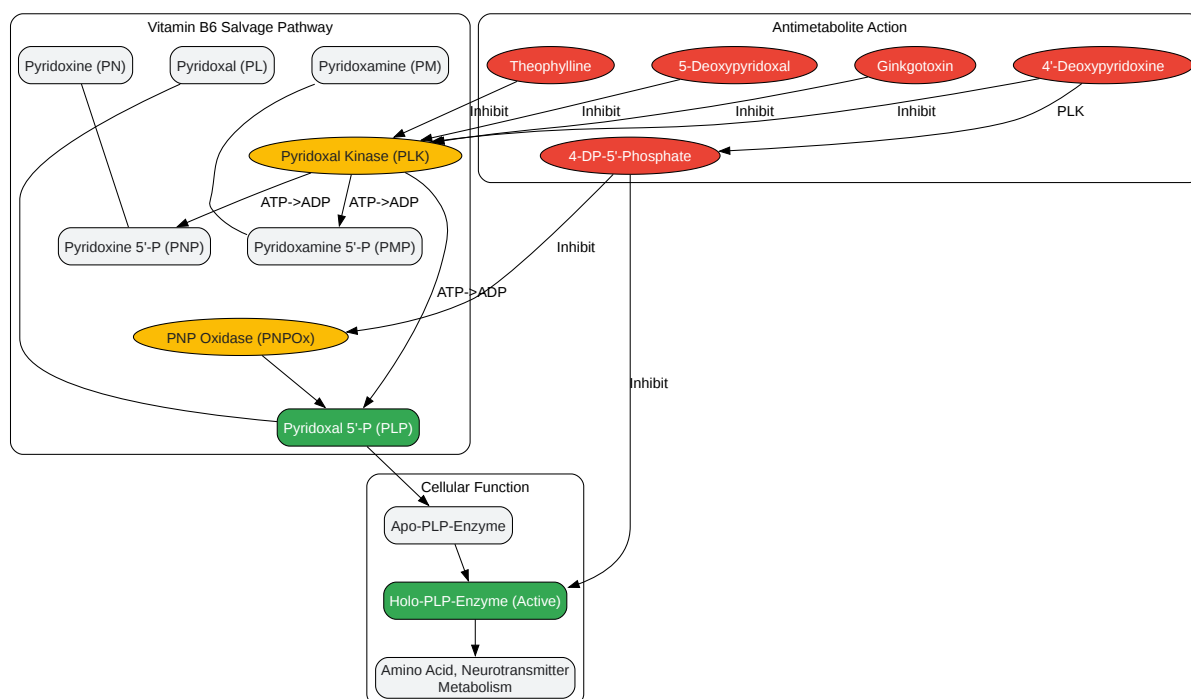 Vitamin B6 Salvage Pathway
Antimetabolite Action
Pyridoxine (PN)
Pyridoxal (PL)
Pyridoxamine (PM)
Theophylline
5-Deoxypyridoxal
Ginkgotoxin
4'-Deoxypyridoxine
Inhibit
Inhibit
Inhibit
Inhibit
PLK
Pyridoxal Kinase (PLK)
4-DP-5'-Phosphate
ATP->ADP
ATP->ADP
Pyridoxine 5'-P (PNP)
Pyridoxamine 5'-P (PMP)
Inhibit
ATP->ADP
PNP Oxidase (PNPOx)
Inhibit
Pyridoxal 5'-P (PLP)
Cellular Function
Apo-PLP-Enzyme
Holo-PLP-Enzyme (Active)
Amino Acid, Neurotransmitter
Metabolism